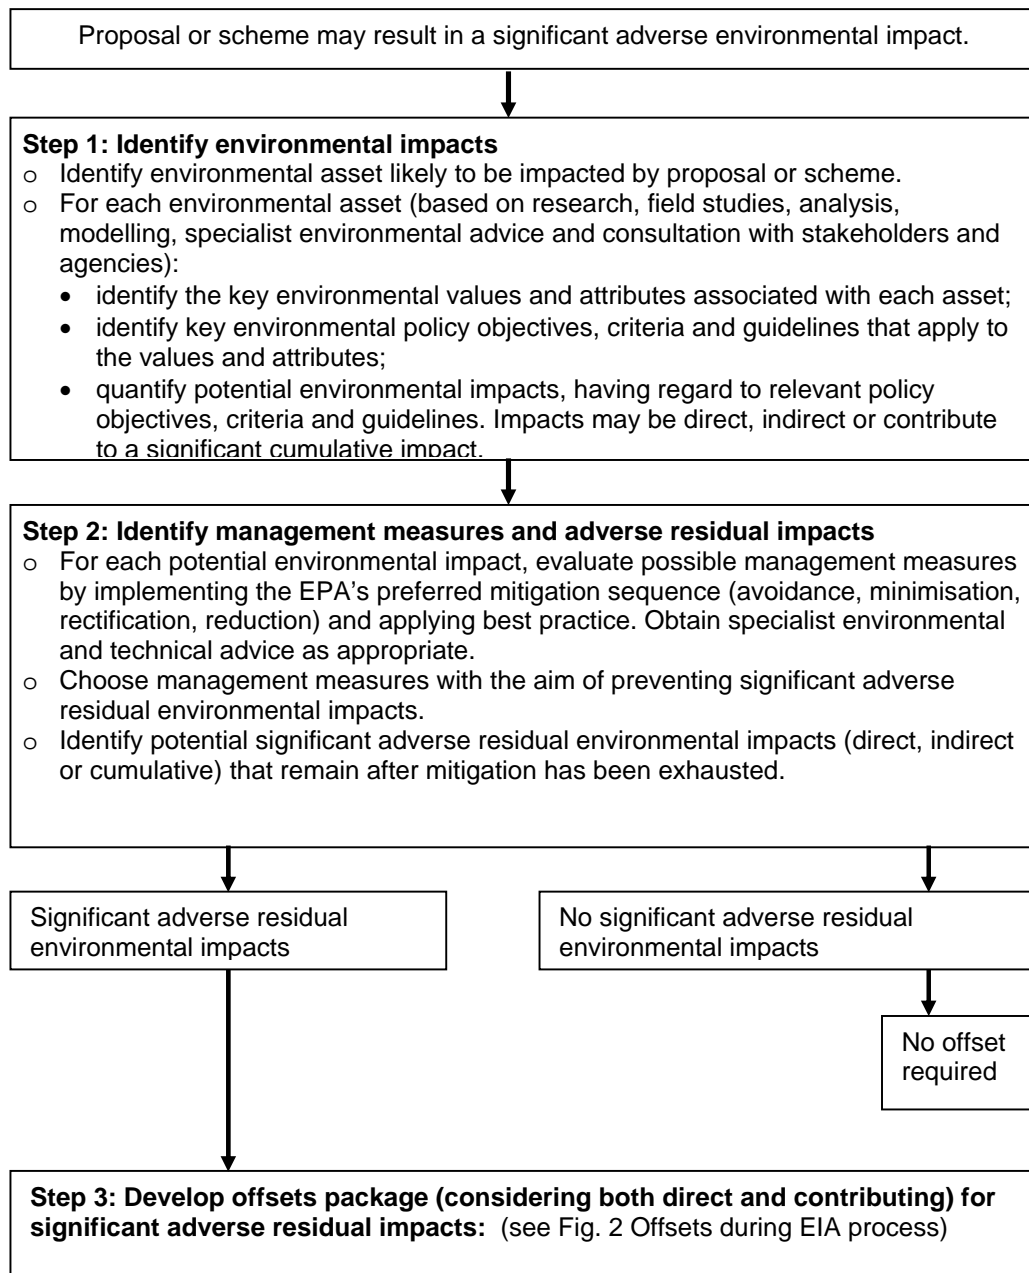 Proposal or scheme may result in a significant adverse environmental impact.
Step 1: Identify environmental impacts
o Identify environmental asset likely to be impacted by proposal or scheme.
o For each environmental asset (based on research, field studies, analysis,
modelling, specialist environmental advice and consultation with stakeholders and
agencies):
• identify the key environmental values and attributes associated with each asset;
• identify key environmental policy objectives, criteria and guidelines that apply to
the values and attributes;
• quantify potential environmental impacts, having regard to relevant policy
objectives, criteria and guidelines. Impacts may be direct, indirect or contribute
to a significant cumulative impact.
Step 2: Identify management measures and adverse residual impacts
o For each potential environmental impact, evaluate possible management measures
by implementing the EPA's preferred mitigation sequence (avoidance, minimisation,
rectification, reduction) and applying best practice. Obtain specialist environmental
and technical advice as appropriate.
o Choose management measures with the aim of preventing significant adverse
residual environmental impacts.
o Identify potential significant adverse residual environmental impacts (direct, indirect
or cumulative) that remain after mitigation has been exhausted.
Significant adverse residual
environmental impacts
No significant adverse residual
environmental impacts
No offset
required
Step 3: Develop offsets package (considering both direct and contributing) for
significant adverse residual impacts: (see Fig. 2 Offsets during EIA process)